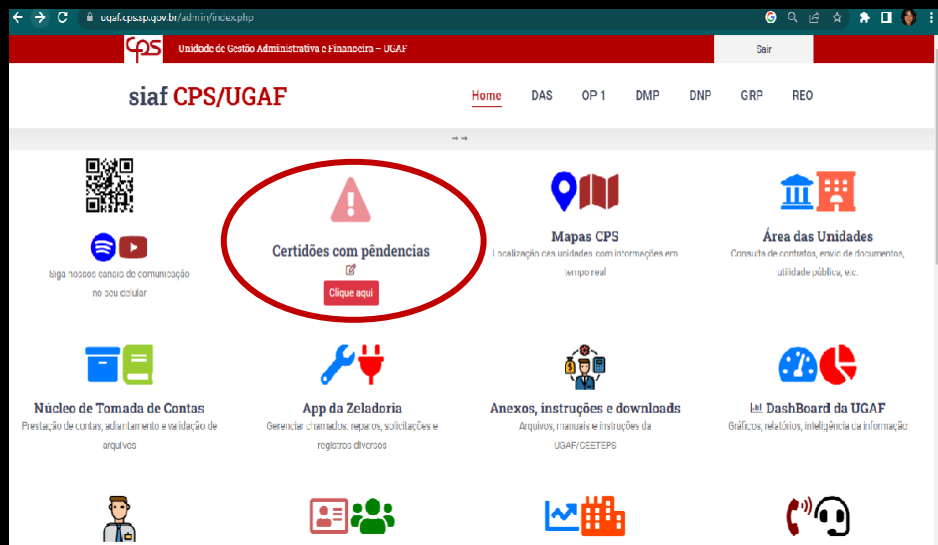 ugaf.cps.sp.gov.br/admin/index.php
cps Unidade de Gestão Administrativa e Financeira – UGAF
Sair
siaf CPS/UGAF
Home DAS OP 1 DMP DNP GRP REO
Siga nossos canais de comunicação
no seu celular
Certidões com pêndencias
Clique aqui
Mapas CPS
Localização das unidades com informações em
tempo real
Área das Unidades
Consulta de contratos, envio de documentos,
utilidade pública, etc.
Núcleo de Tomada de Contas
Prestação de contas, adiantamento e validação de
arquivos
App da Zeladoria
Gerenciar chamados: reparos, solicitações e
registros diversos
Anexos, instruções e downloads
Arquivos, manuais e instruções da
UGAF/CEETEPS
DashBoard da UGAF
Gráficos, relatórios, inteligência da informação